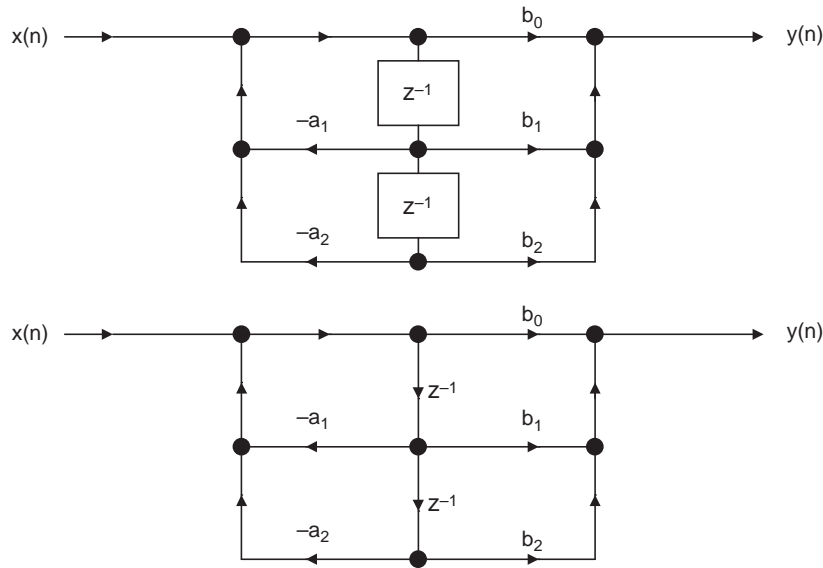 x(n) b₀ y(n)
z⁻¹
–a₁ b₁
z⁻¹
–a₂ b₂
x(n) b₀ y(n)
z⁻¹
–a₁ b₁
z⁻¹
–a₂ b₂